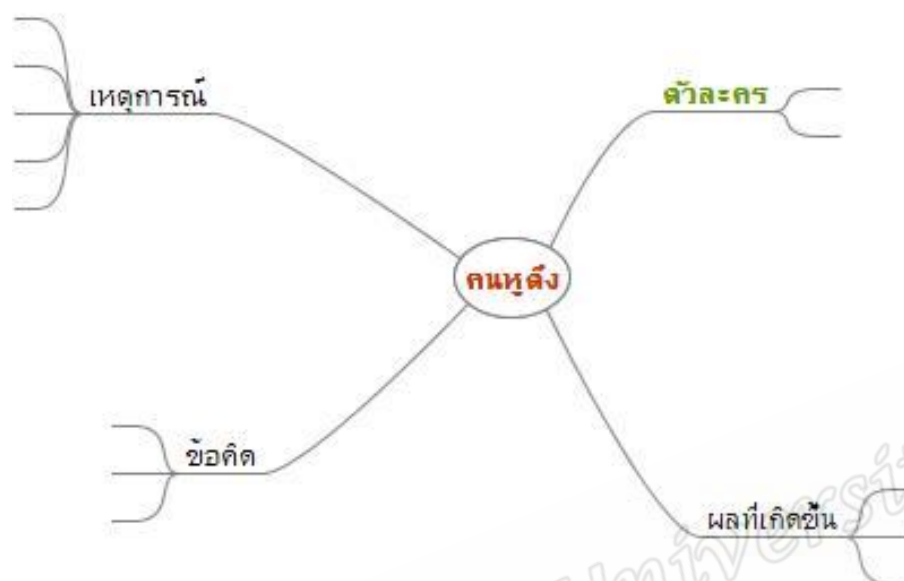 เหตุการณ์
ตัวละคร
คนหูตึง
ข้อคิด
ผลที่เกิดขึ้น
University